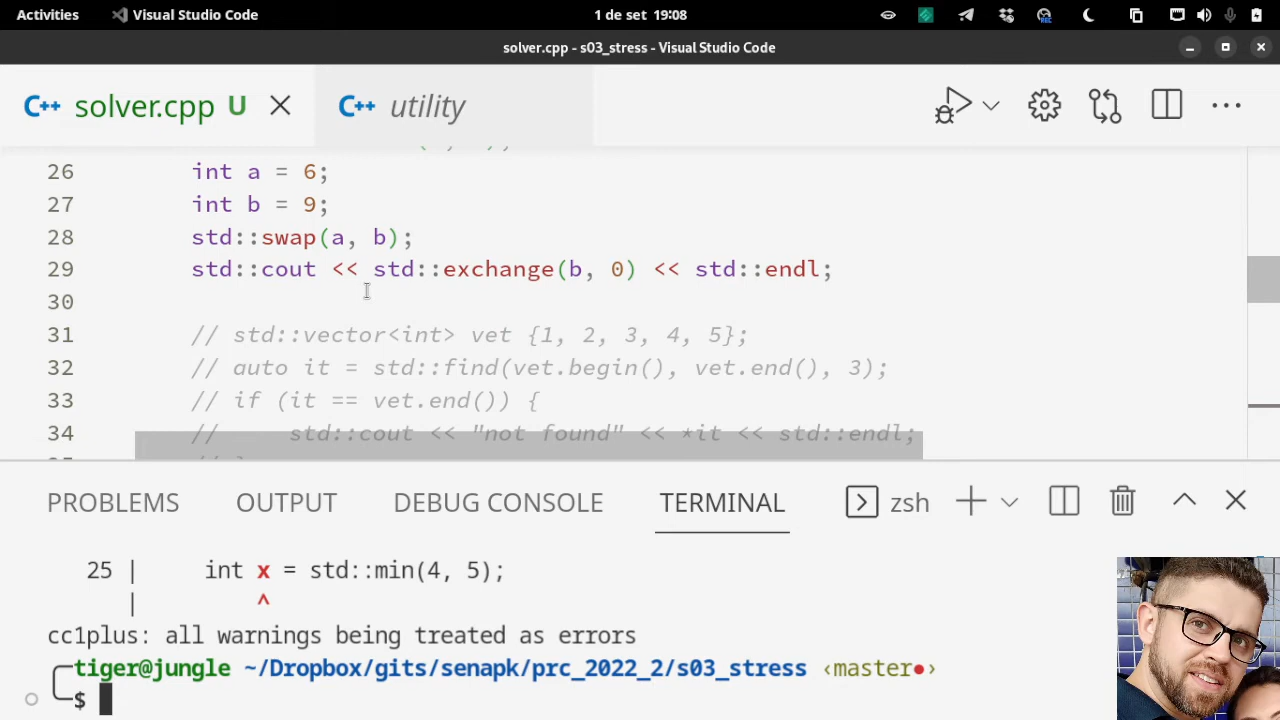 Activities Visual Studio Code 1 de set 19:08
solver.cpp - s03_stress - Visual Studio Code
C++ solver.cpp U C++ utility
26 int a = 6;
27 int b = 9;
28 std::swap(a, b);
29 std::cout << std::exchange(b, 0) << std::endl;
30
31 // std::vector<int> vet {1, 2, 3, 4, 5};
32 // auto it = std::find(vet.begin(), vet.end(), 3);
33 // if (it == vet.end()) {
34 // std::cout << "not found" << *it << std::endl;
PROBLEMS OUTPUT DEBUG CONSOLE TERMINAL zsh
25 | int x = std::min(4, 5);
| ^
cc1plus: all warnings being treated as errors
tiger@jungle ~/Dropbox/gits/senapk/prc_2022_2/s03_stress ‹master●›
$